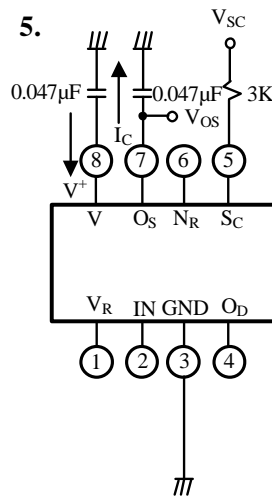 5.
V_SC
0.047μF 0.047μF 3K
V_OS
I_C
V⁺
8 7 6 5
V O_S N_R S_C
V_R IN GND O_D
1 2 3 4